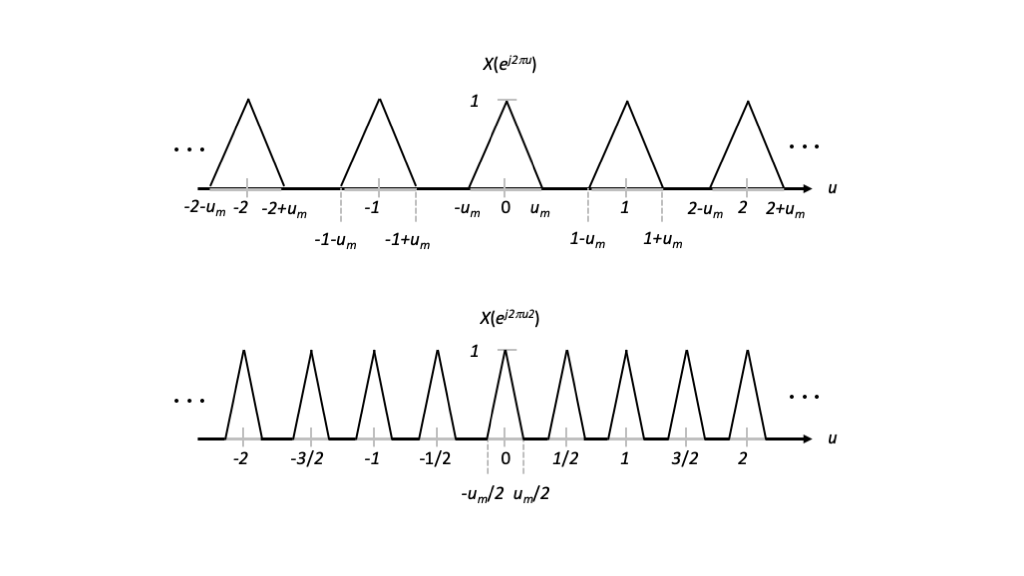 X(e^{j2πu})
1
... ...
-2-u_m -2 -2+u_m -1 -u_m 0 u_m 1 2-u_m 2 2+u_m u
-1-u_m -1+u_m 1-u_m 1+u_m
X(e^{j2πu2})
1
... ...
-2 -3/2 -1 -1/2 0 1/2 1 3/2 2 u
-u_m/2 u_m/2